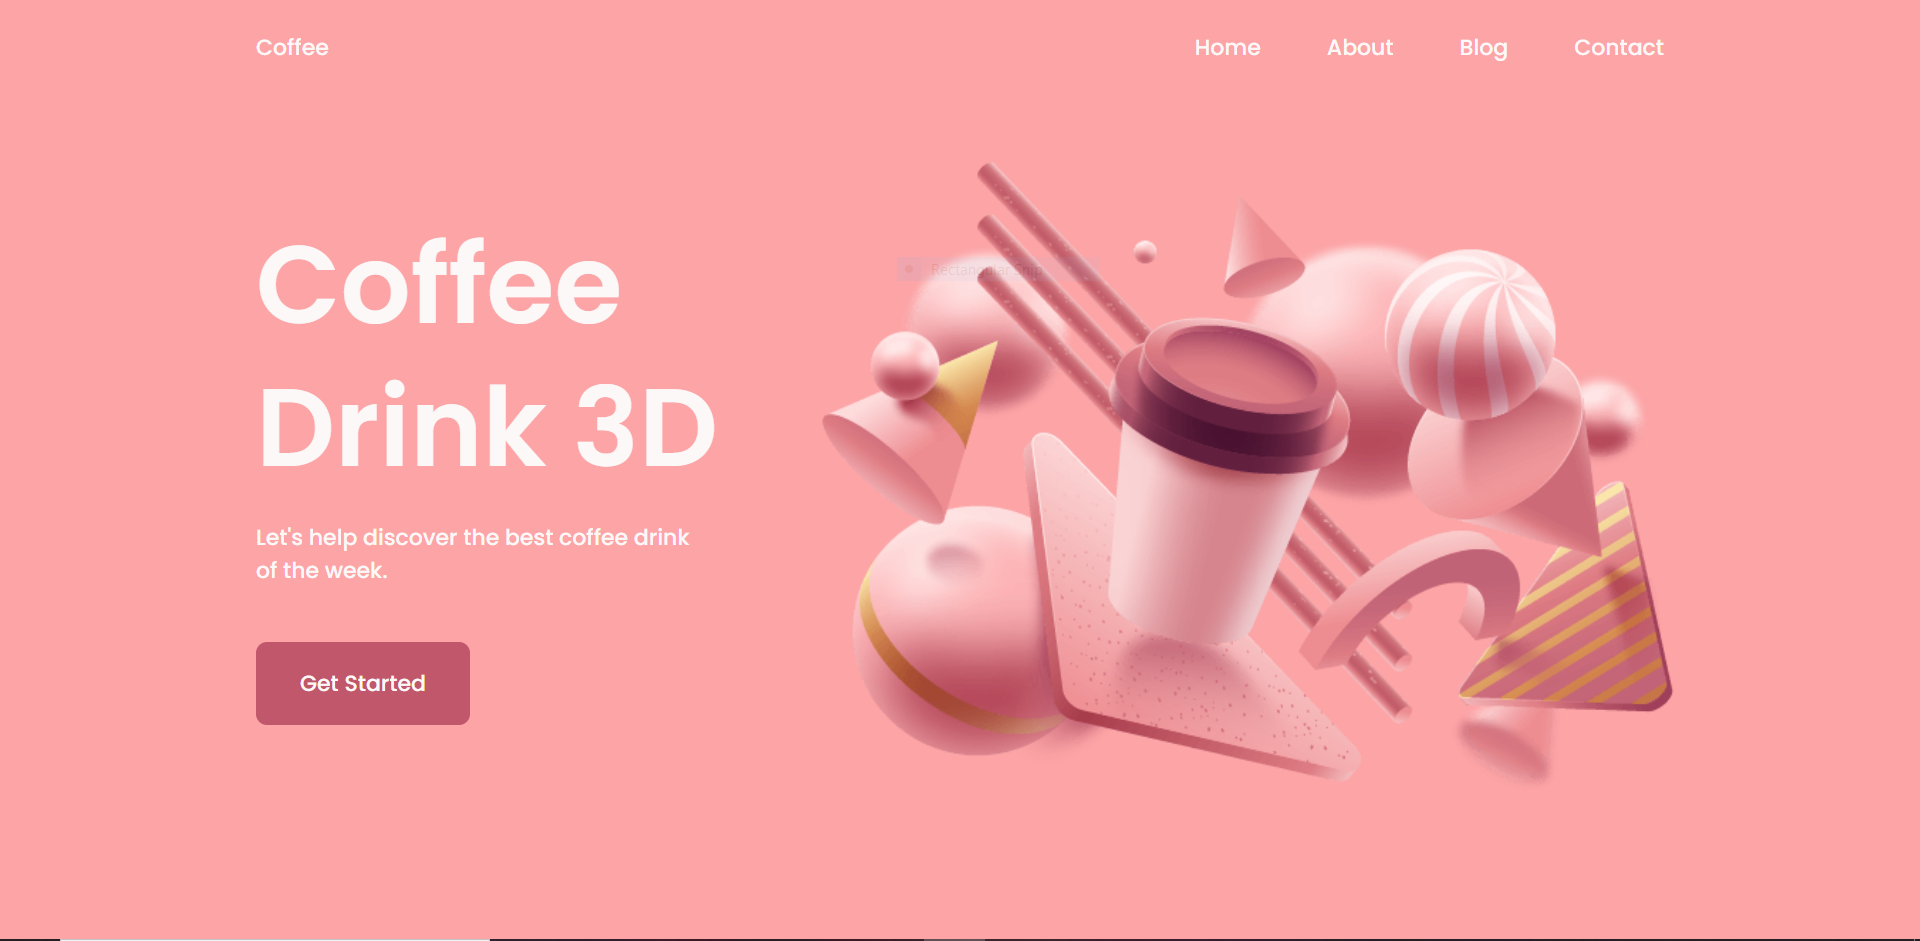 Coffee
Home About Blog Contact
Rectangular Snip
Coffee
Drink 3D
Let's help discover the best coffee drink
of the week.
Get Started